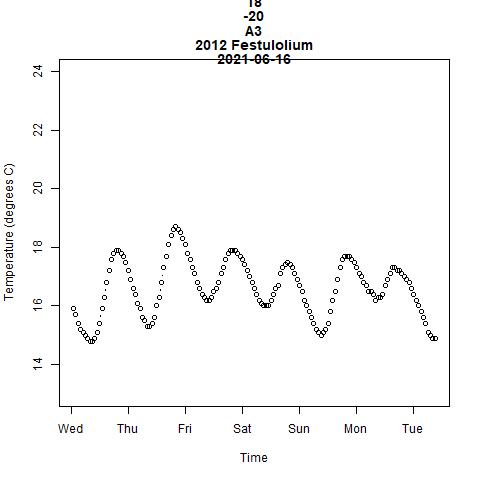 18
-20
A3
2012 Festulolium
2021-06-16
Temperature (degrees C)
24
22
20
18
16
14
Wed
Thu
Fri
Sat
Sun
Mon
Tue
Time